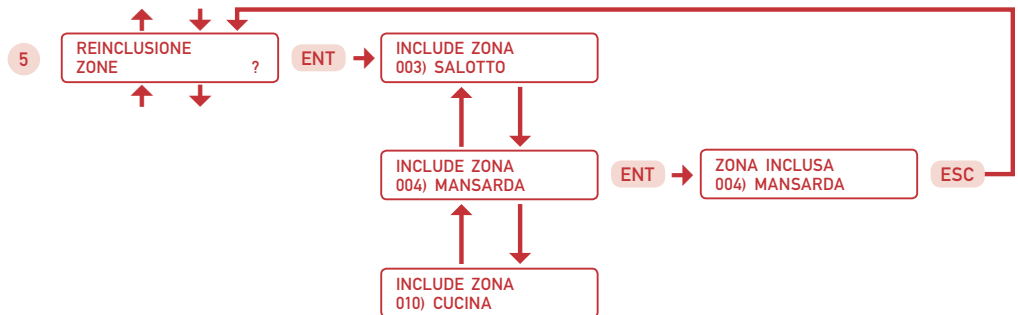 5
REINCLUSIONE
ZONE ?
ENT
INCLUDE ZONA
003) SALOTTO
INCLUDE ZONA
004) MANSARDA
ENT
ZONA INCLUSA
004) MANSARDA
ESC
INCLUDE ZONA
010) CUCINA